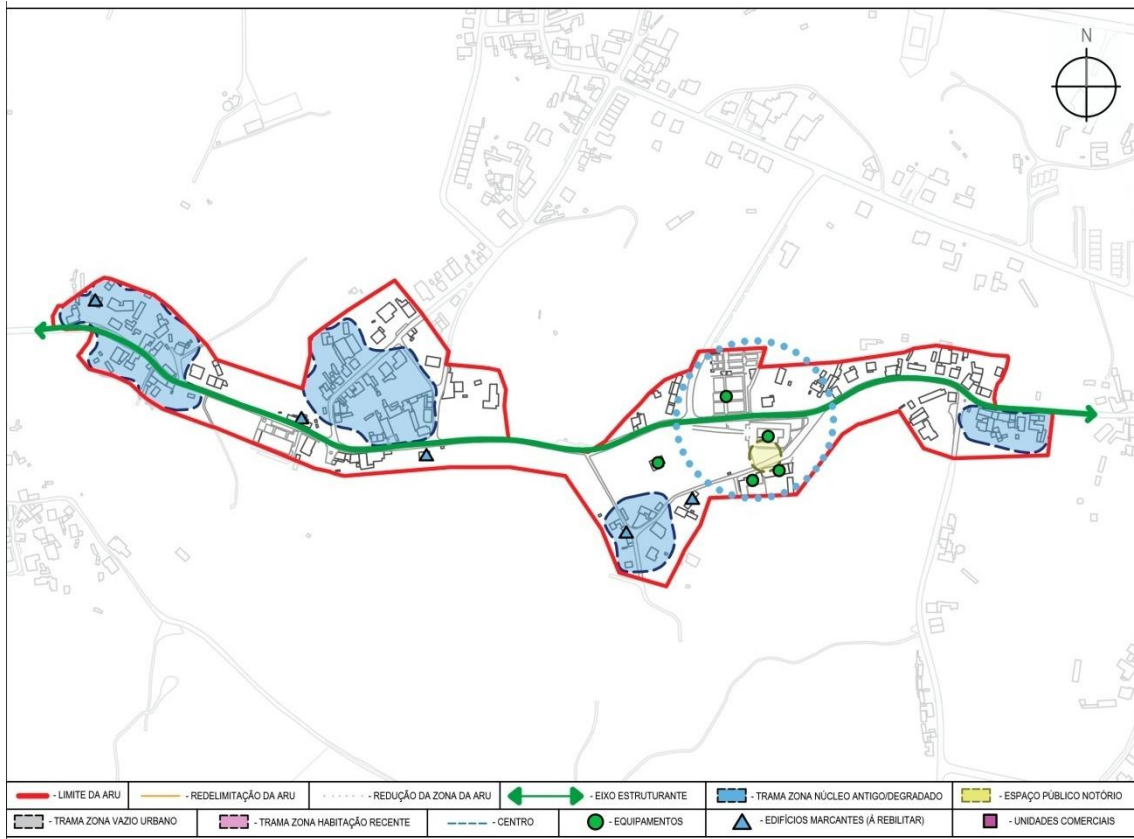 N
- LIMITE DA ARU - REDELIMITAÇÃO DA ARU - REDUÇÃO DA ZONA DA ARU - EIXO ESTRUTURANTE - TRAMA ZONA NÚCLEO ANTIGO/DEGRADADO - ESPAÇO PÚBLICO NOTÓRIO
- TRAMA ZONA VAZIO URBANO - TRAMA ZONA HABITAÇÃO RECENTE - CENTRO - EQUIPAMENTOS - EDIFÍCIOS MARCANTES (Á REBILITAR) - UNIDADES COMERCIAIS